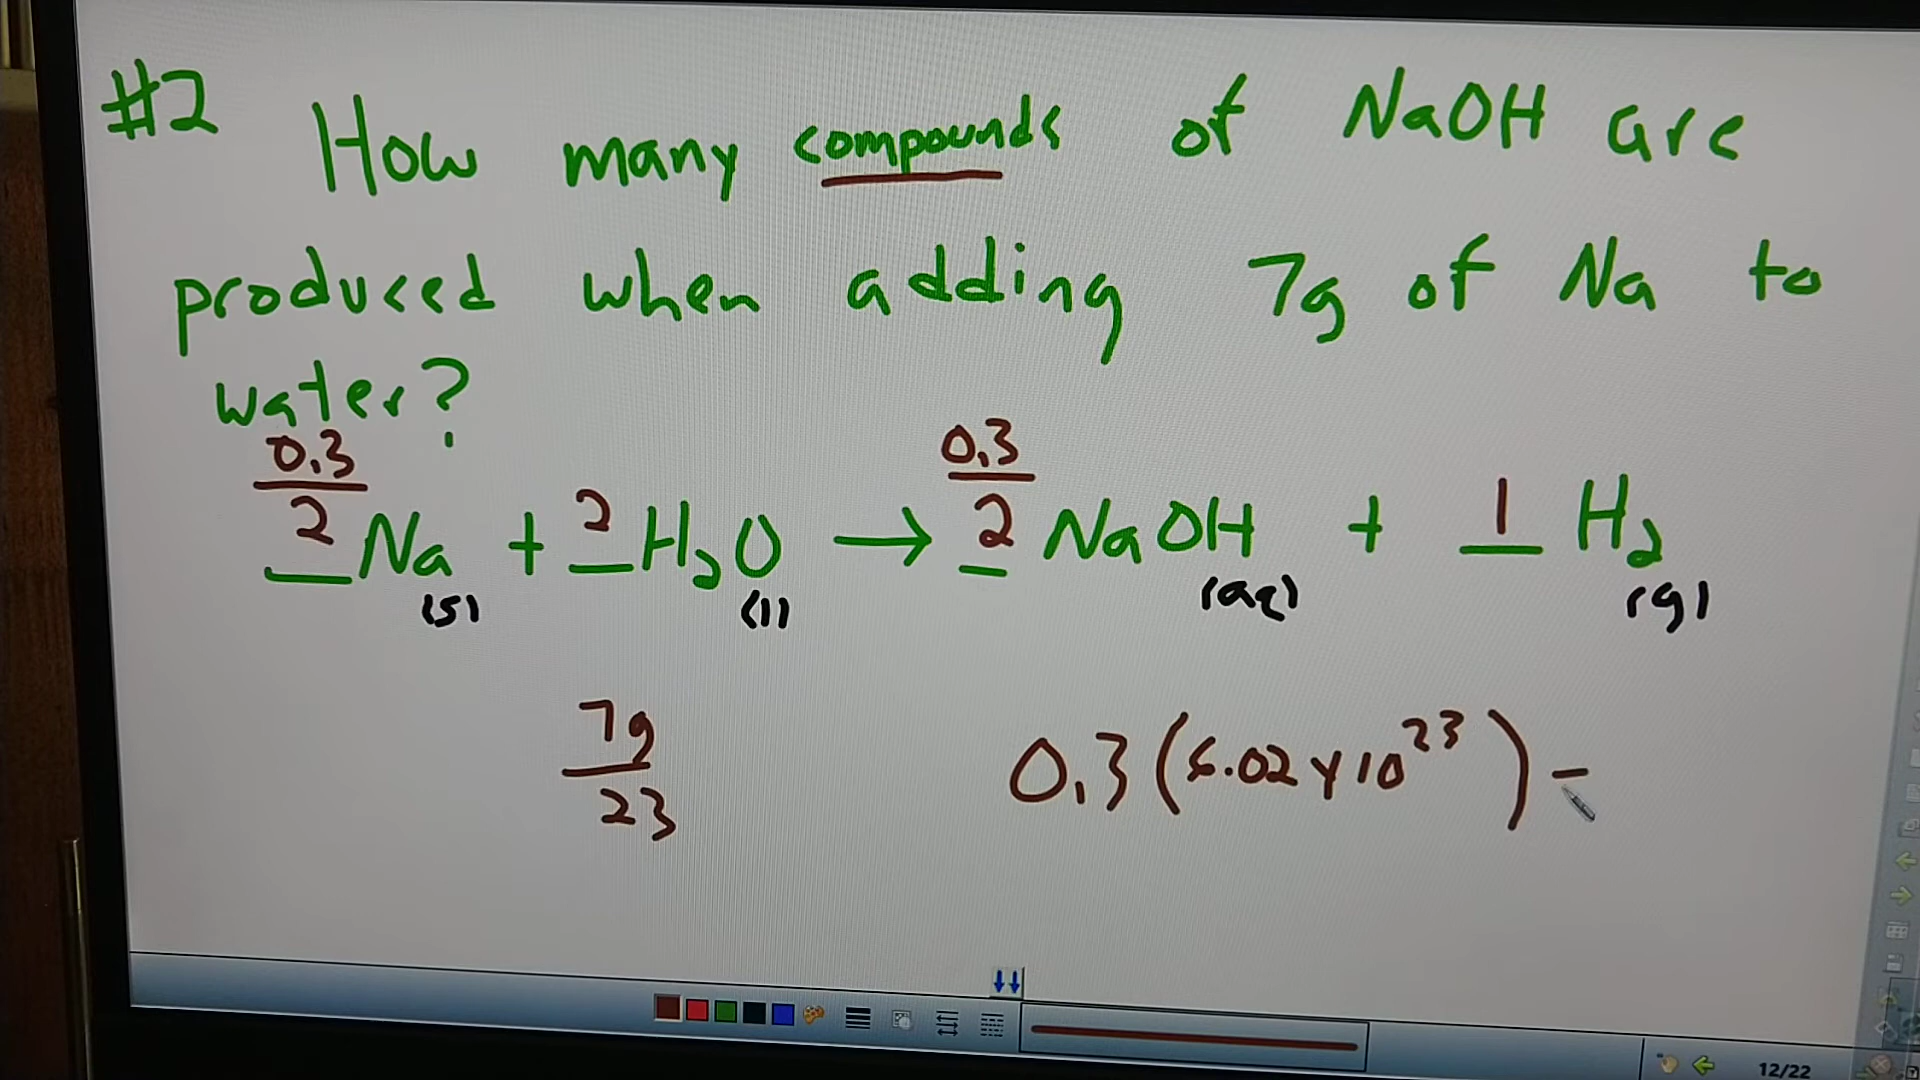 #2 How many compounds of NaOH are
produced when adding 7g of Na to
water?
0.3 0.3
2 Na + 2 H2O → 2 NaOH + 1 H2
(s) (l) (aq) (g)
7g
23
0.3 (6.02 x 10^23) =
12/22